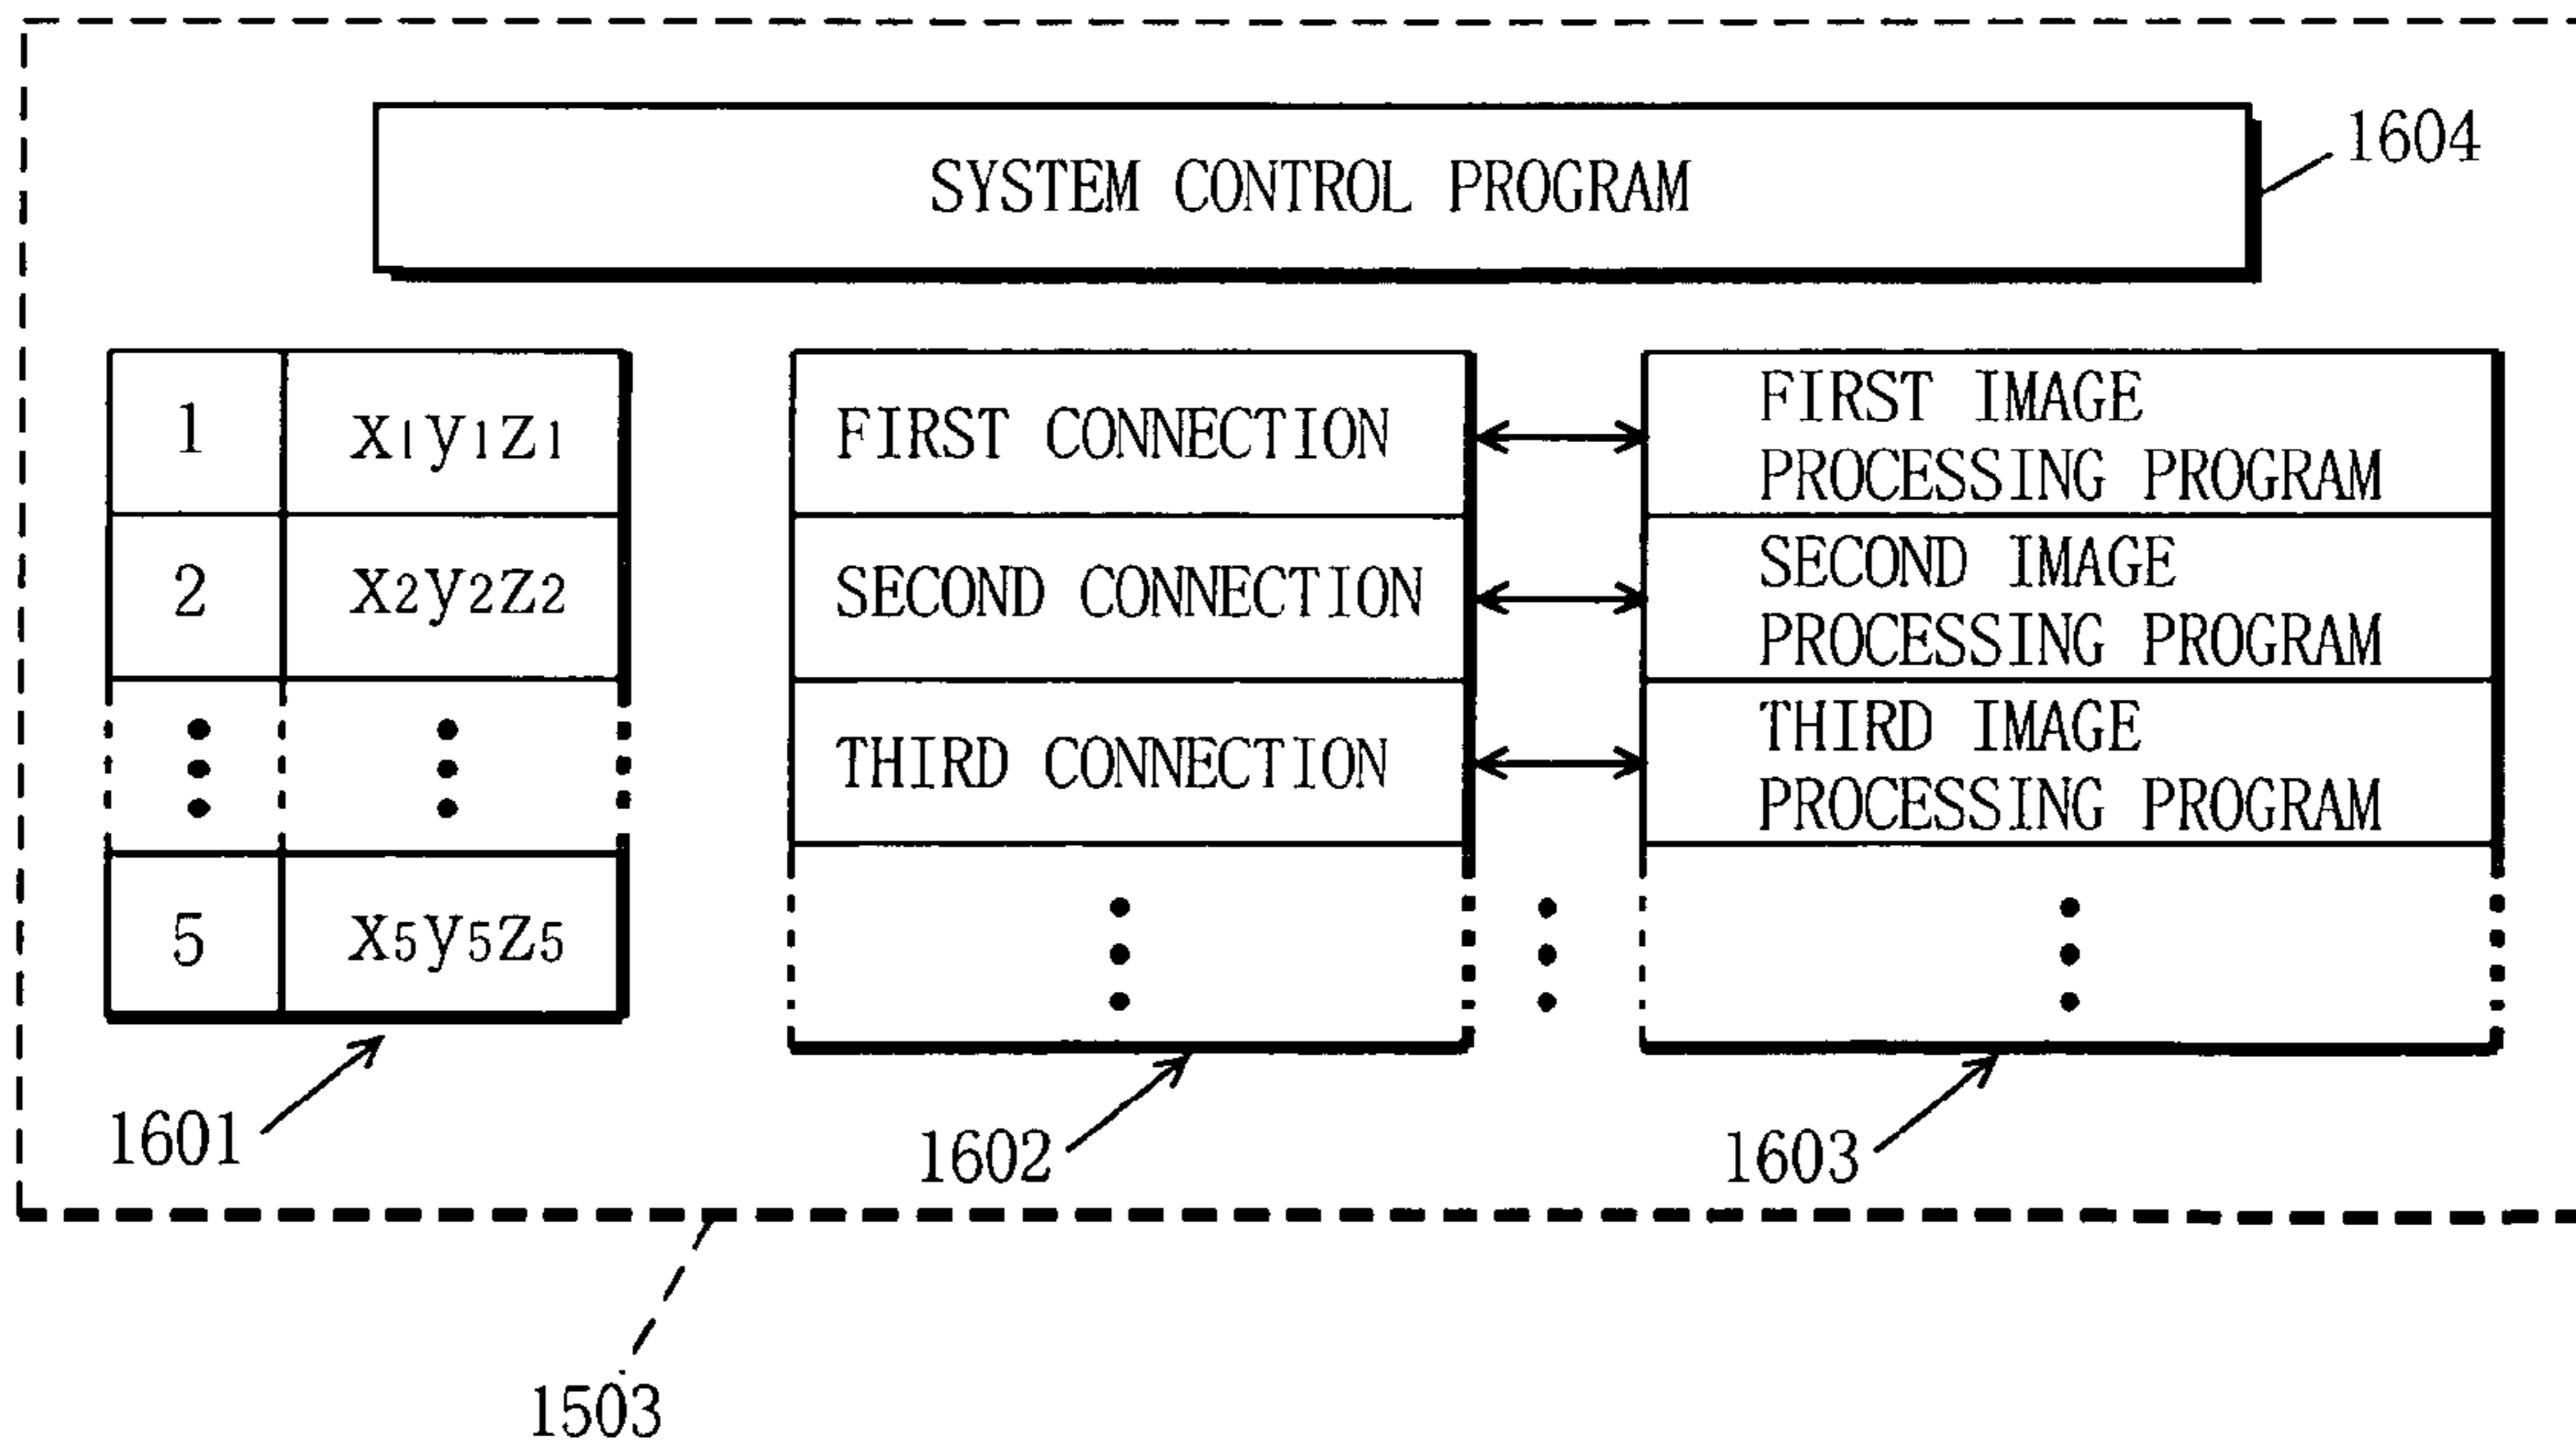 SYSTEM CONTROL PROGRAM
1604
1 x1y1z1
2 x2y2z2
5 x5y5z5
1601
FIRST CONNECTION
SECOND CONNECTION
THIRD CONNECTION
1602
FIRST IMAGE
PROCESSING PROGRAM
SECOND IMAGE
PROCESSING PROGRAM
THIRD IMAGE
PROCESSING PROGRAM
1603
1503